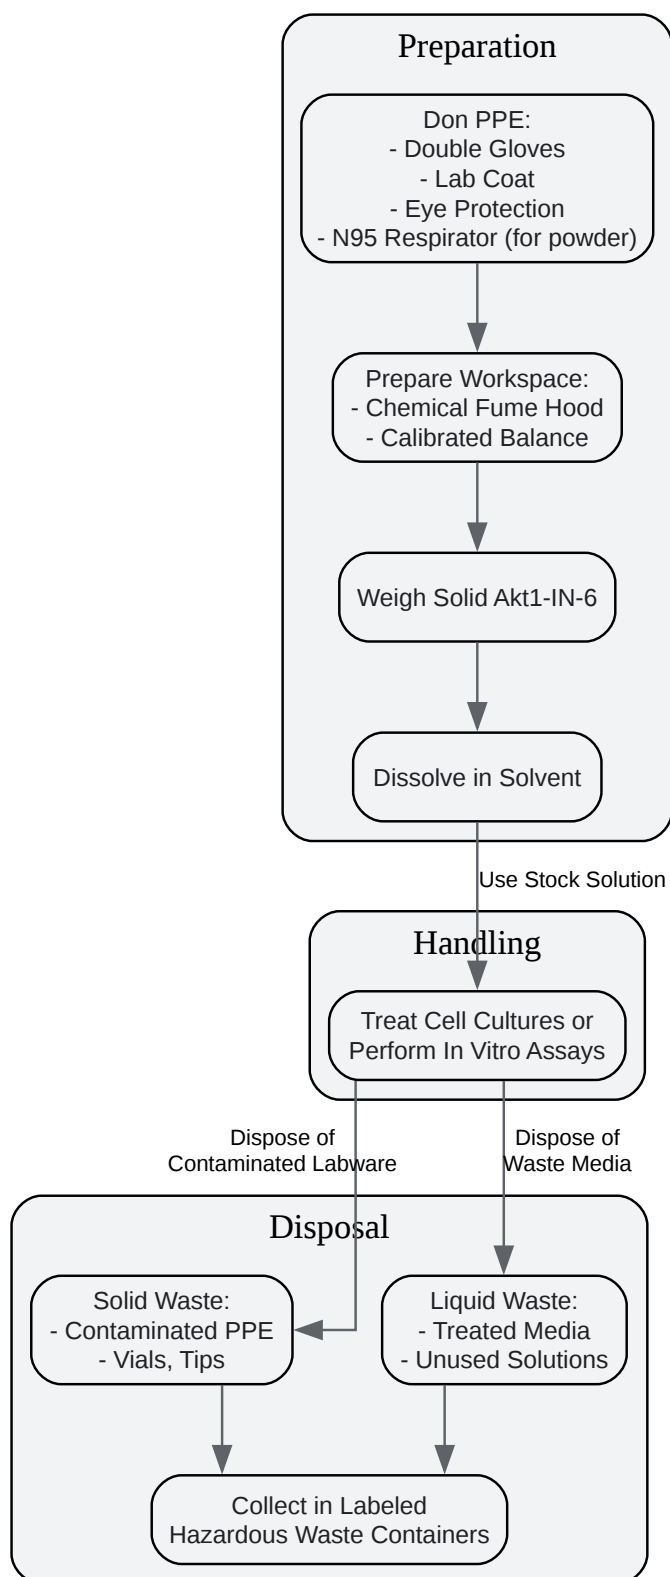 Preparation
Don PPE:
- Double Gloves
- Lab Coat
- Eye Protection
- N95 Respirator (for powder)
Prepare Workspace:
- Chemical Fume Hood
- Calibrated Balance
Weigh Solid Akt1-IN-6
Dissolve in Solvent
Use Stock Solution
Handling
Treat Cell Cultures or
Perform In Vitro Assays
Dispose of
Contaminated Labware
Dispose of
Waste Media
Disposal
Solid Waste:
- Contaminated PPE
- Vials, Tips
Liquid Waste:
- Treated Media
- Unused Solutions
Collect in Labeled
Hazardous Waste Containers